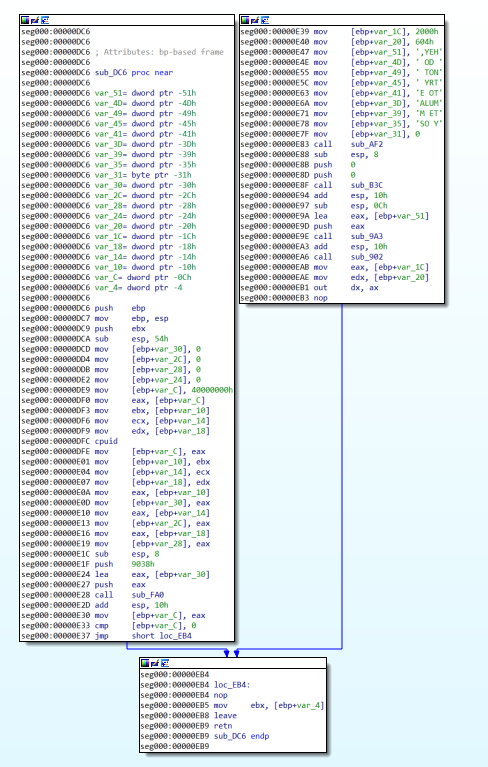 seg000:00000DC6
seg000:00000DC6
seg000:00000DC6 ; Attributes: bp-based frame
seg000:00000DC6
seg000:00000DC6 sub_DC6 proc near
seg000:00000DC6
seg000:00000DC6 var_51= dword ptr -51h
seg000:00000DC6 var_4D= dword ptr -4Dh
seg000:00000DC6 var_49= dword ptr -49h
seg000:00000DC6 var_45= dword ptr -45h
seg000:00000DC6 var_41= dword ptr -41h
seg000:00000DC6 var_3D= dword ptr -3Dh
seg000:00000DC6 var_39= dword ptr -39h
seg000:00000DC6 var_35= dword ptr -35h
seg000:00000DC6 var_31= byte ptr -31h
seg000:00000DC6 var_30= dword ptr -30h
seg000:00000DC6 var_2C= dword ptr -2Ch
seg000:00000DC6 var_28= dword ptr -28h
seg000:00000DC6 var_24= dword ptr -24h
seg000:00000DC6 var_20= dword ptr -20h
seg000:00000DC6 var_1C= dword ptr -1Ch
seg000:00000DC6 var_18= dword ptr -18h
seg000:00000DC6 var_14= dword ptr -14h
seg000:00000DC6 var_10= dword ptr -10h
seg000:00000DC6 var_C= dword ptr -0Ch
seg000:00000DC6 var_4= dword ptr -4
seg000:00000DC6
seg000:00000DC6 push ebp
seg000:00000DC7 mov ebp, esp
seg000:00000DC9 push ebx
seg000:00000DCA sub esp, 54h
seg000:00000DCD mov [ebp+var_30], 0
seg000:00000DD4 mov [ebp+var_2C], 0
seg000:00000DDB mov [ebp+var_28], 0
seg000:00000DE2 mov [ebp+var_24], 0
seg000:00000DE9 mov [ebp+var_C], 40000000h
seg000:00000DF0 mov eax, [ebp+var_C]
seg000:00000DF3 mov ebx, [ebp+var_10]
seg000:00000DF6 mov ecx, [ebp+var_14]
seg000:00000DF9 mov edx, [ebp+var_18]
seg000:00000DFC cpuid
seg000:00000DFE mov [ebp+var_C], eax
seg000:00000E01 mov [ebp+var_10], ebx
seg000:00000E04 mov [ebp+var_14], ecx
seg000:00000E07 mov [ebp+var_18], edx
seg000:00000E0A mov eax, [ebp+var_10]
seg000:00000E0D mov [ebp+var_30], eax
seg000:00000E10 mov eax, [ebp+var_14]
seg000:00000E13 mov [ebp+var_2C], eax
seg000:00000E16 mov eax, [ebp+var_18]
seg000:00000E19 mov [ebp+var_28], eax
seg000:00000E1C sub esp, 8
seg000:00000E1F push 9038h
seg000:00000E24 lea eax, [ebp+var_30]
seg000:00000E27 push eax
seg000:00000E28 call sub_FA0
seg000:00000E2D add esp, 10h
seg000:00000E30 mov [ebp+var_C], eax
seg000:00000E33 cmp [ebp+var_C], 0
seg000:00000E37 jmp short loc_EB4
seg000:00000E39 mov [ebp+var_1C], 2000h
seg000:00000E40 mov [ebp+var_20], 604h
seg000:00000E47 mov [ebp+var_51], ' ,YEH'
seg000:00000E4E mov [ebp+var_4D], ' OD '
seg000:00000E55 mov [ebp+var_49], ' TON'
seg000:00000E5C mov [ebp+var_45], ' YRT'
seg000:00000E63 mov [ebp+var_41], 'E OT'
seg000:00000E6A mov [ebp+var_3D], 'ALUM'
seg000:00000E71 mov [ebp+var_39], 'M ET'
seg000:00000E78 mov [ebp+var_35], 'SO Y'
seg000:00000E7F mov [ebp+var_31], 0
seg000:00000E83 call sub_AF2
seg000:00000E88 sub esp, 8
seg000:00000E8B push 0
seg000:00000E8D push 0
seg000:00000E8F call sub_B3C
seg000:00000E94 add esp, 10h
seg000:00000E97 sub esp, 0Ch
seg000:00000E9A lea eax, [ebp+var_51]
seg000:00000E9D push eax
seg000:00000E9E call sub_9A3
seg000:00000EA3 add esp, 10h
seg000:00000EA6 call sub_902
seg000:00000EAB mov eax, [ebp+var_1C]
seg000:00000EAE mov edx, [ebp+var_20]
seg000:00000EB1 out dx, ax
seg000:00000EB3 nop
seg000:00000EB4
seg000:00000EB4 loc_EB4:
seg000:00000EB4 nop
seg000:00000EB5 mov ebx, [ebp+var_4]
seg000:00000EB8 leave
seg000:00000EB9 retn
seg000:00000EB9 sub_DC6 endp
seg000:00000EB9